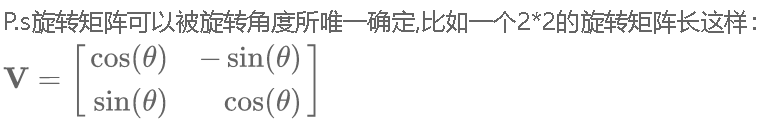 P.s旋转矩阵可以被旋转角度所唯一确定,比如一个2*2的旋转矩阵长这样：
V = [ cos(θ) − sin(θ)
sin(θ) cos(θ) ]